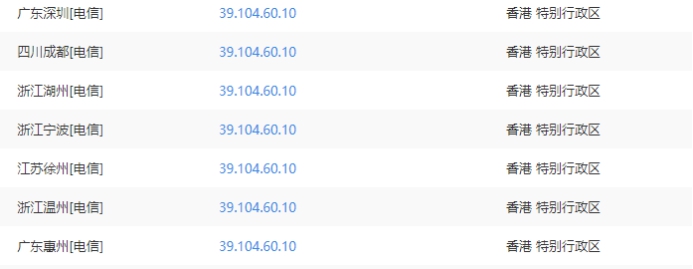 广东深圳[电信] 39.104.60.10 香港 特别行政区
四川成都[电信] 39.104.60.10 香港 特别行政区
浙江湖州[电信] 39.104.60.10 香港 特别行政区
浙江宁波[电信] 39.104.60.10 香港 特别行政区
江苏徐州[电信] 39.104.60.10 香港 特别行政区
浙江温州[电信] 39.104.60.10 香港 特别行政区
广东惠州[电信] 39.104.60.10 香港 特别行政区